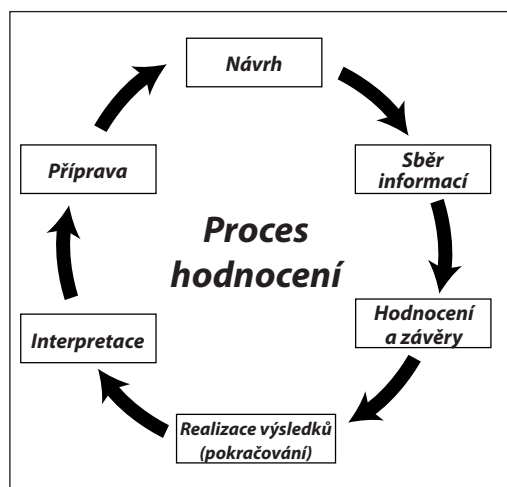 Návrh
Sběr
informací
Příprava
Proces
hodnocení
Hodnocení
a závěry
Interpretace
Realizace výsledků
(pokračování)